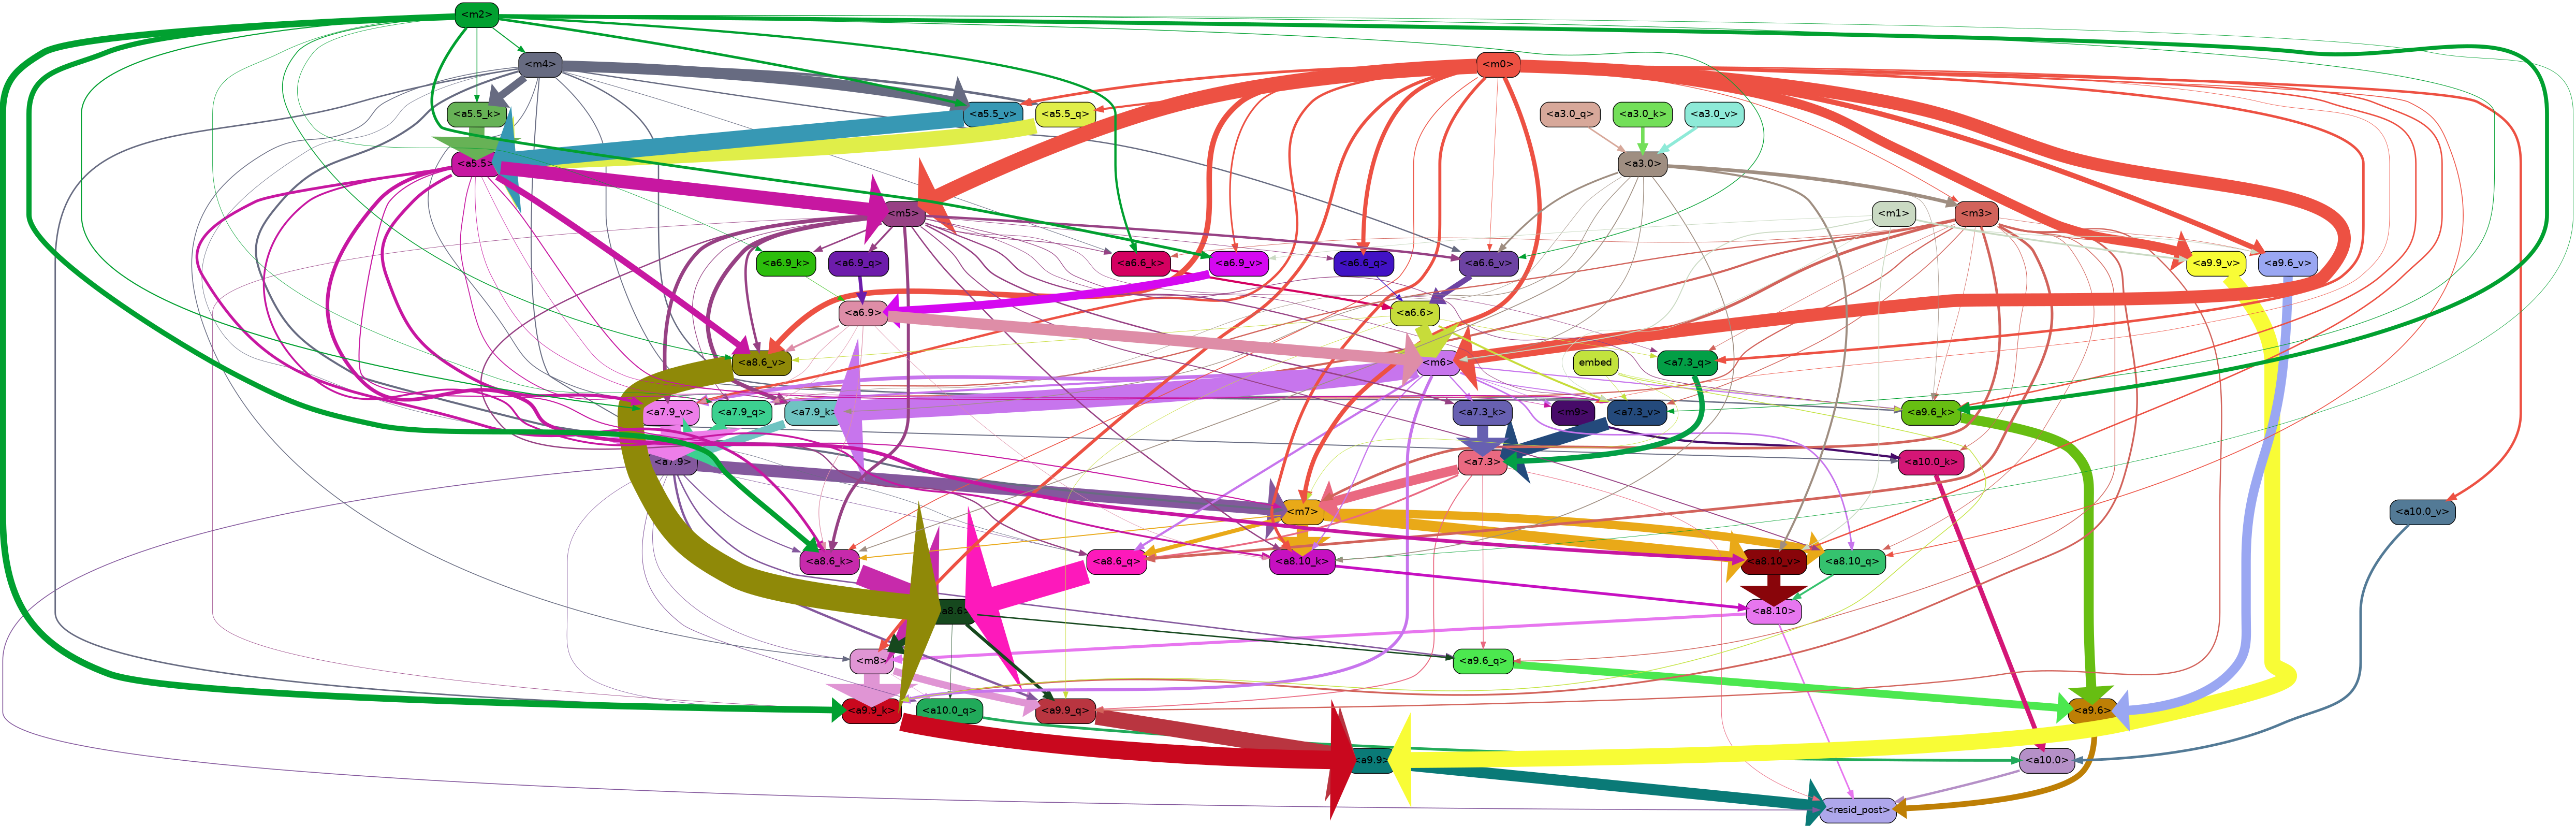 <m2>
<m4>
<m0>
<a5.5_k>
<a5.5_v>
<a5.5_q>
<a3.0_q>
<a3.0_k>
<a3.0_v>
<a5.5>
<a3.0>
<m5>
<m1>
<m3>
<a6.9_k>
<a6.9_q>
<a6.6_k>
<a6.9_v>
<a6.6_q>
<a6.6_v>
<a9.9_v>
<a9.6_v>
<a6.9>
<a6.6>
<a8.6_v>
<m6>
embed
<a7.3_q>
<a7.9_v>
<a7.9_q>
<a7.9_k>
<a7.3_k>
<m9>
<a7.3_v>
<a9.6_k>
<a7.9>
<a7.3>
<a10.0_k>
<m7>
<a10.0_v>
<a8.6_k>
<a8.6_q>
<a8.10_k>
<a8.10_v>
<a8.10_q>
<a8.6>
<a8.10>
<m8>
<a9.6_q>
<a9.9_k>
<a10.0_q>
<a9.9_q>
<a9.6>
<a9.9>
<a10.0>
<resid_post>